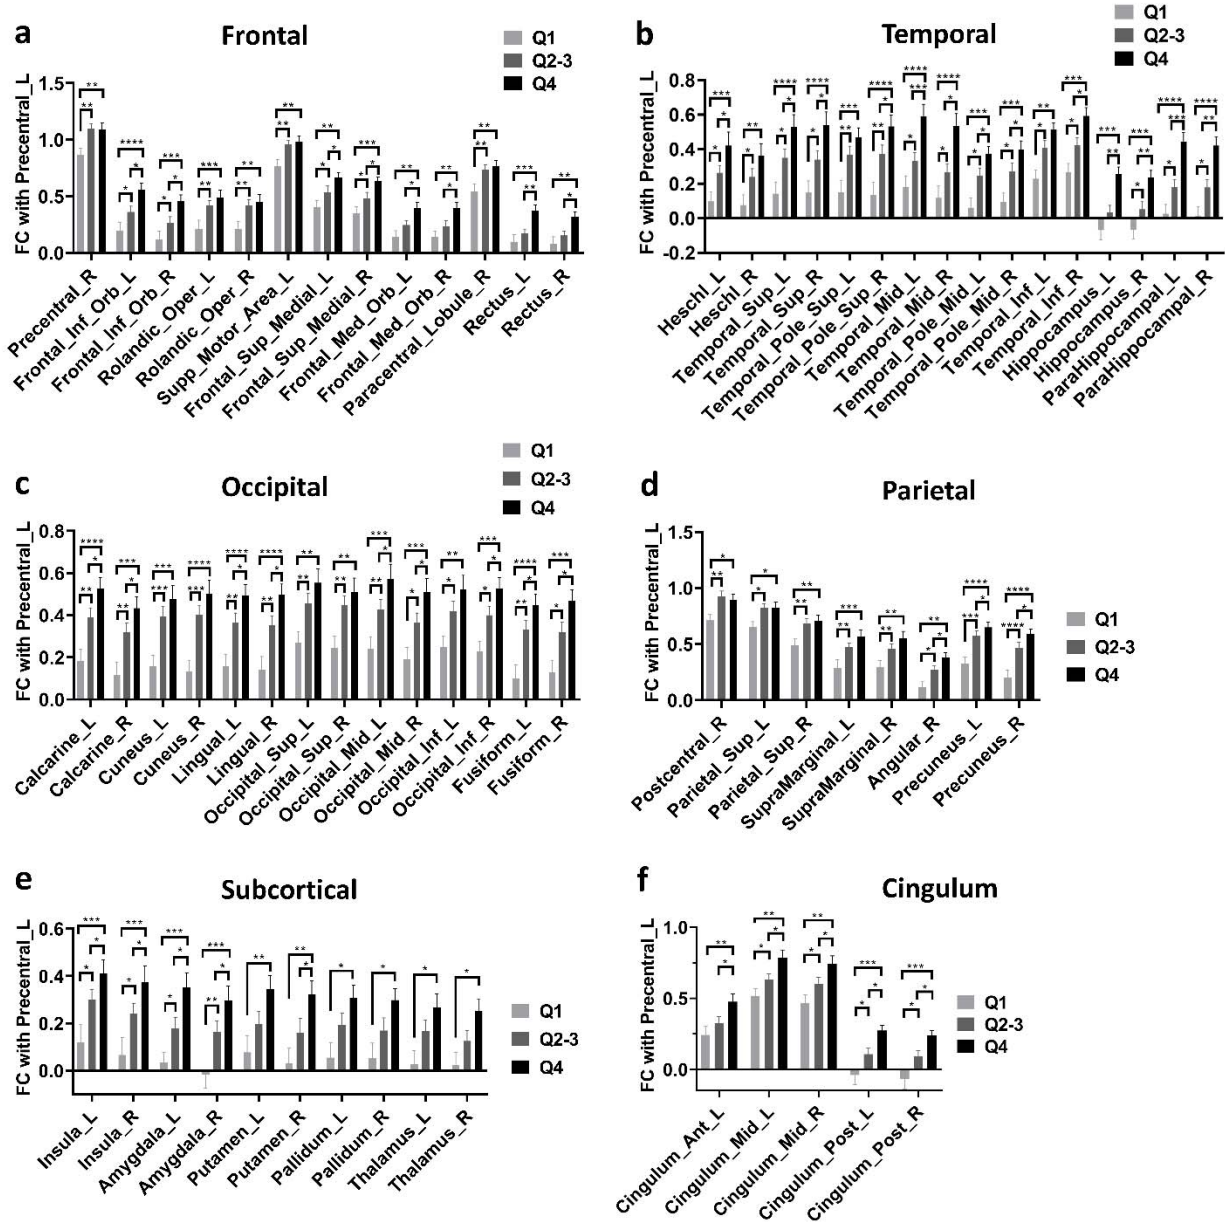 a
Frontal
Q1
Q2-3
Q4
FC with Precentral_L
1.5
1.0
0.5
0.0
** ** **** * * *** * * *** ** ** ** ** ** ** * * *** * * ** * ** * ** ** *** ** ** *
Precentral_R
Frontal_Inf_Orb_L
Frontal_Inf_Orb_R
Rolandic_Oper_L
Rolandic_Oper_R
Supp_Motor_Area_L
Frontal_Sup_Medial_L
Frontal_Sup_Medial_R
Frontal_Med_Orb_L
Frontal_Med_Orb_R
Paracentral_Lobule_R
Rectus_L
Rectus_R
b
Temporal
Q1
Q2-3
Q4
FC with Precentral_L
0.8
0.6
0.4
0.2
0.0
-0.2
Heschl_L
Heschl_R
Temporal_Sup_L
Temporal_Sup_R
Temporal_Pole_Sup_L
Temporal_Pole_Sup_R
Temporal_Mid_L
Temporal_Mid_R
Temporal_Pole_Mid_L
Temporal_Pole_Mid_R
Temporal_Inf_L
Temporal_Inf_R
Hippocampus_L
Hippocampus_R
ParaHippocampal_L
ParaHippocampal_R
c
Occipital
Q1
Q2-3
Q4
FC with Precentral_L
0.8
0.6
0.4
0.2
0.0
Calcarine_L
Calcarine_R
Cuneus_L
Cuneus_R
Lingual_L
Lingual_R
Occipital_Sup_L
Occipital_Sup_R
Occipital_Mid_L
Occipital_Mid_R
Occipital_Inf_L
Occipital_Inf_R
Fusiform_L
Fusiform_R
d
Parietal
Q1
Q2-3
Q4
FC with Precentral_L
1.5
1.0
0.5
0.0
Postcentral_R
Parietal_Sup_L
Parietal_Sup_R
SupraMarginal_L
SupraMarginal_R
Angular_R
Precuneus_L
Precuneus_R
e
Subcortical
Q1
Q2-3
Q4
FC with Precentral_L
0.6
0.4
0.2
0.0
Insula_L
Insula_R
Amygdala_L
Amygdala_R
Putamen_L
Putamen_R
Pallidum_L
Pallidum_R
Thalamus_L
Thalamus_R
f
Cingulum
Q1
Q2-3
Q4
FC with Precentral_L
1.0
0.5
0.0
Cingulum_Ant_L
Cingulum_Mid_L
Cingulum_Mid_R
Cingulum_Post_L
Cingulum_Post_R